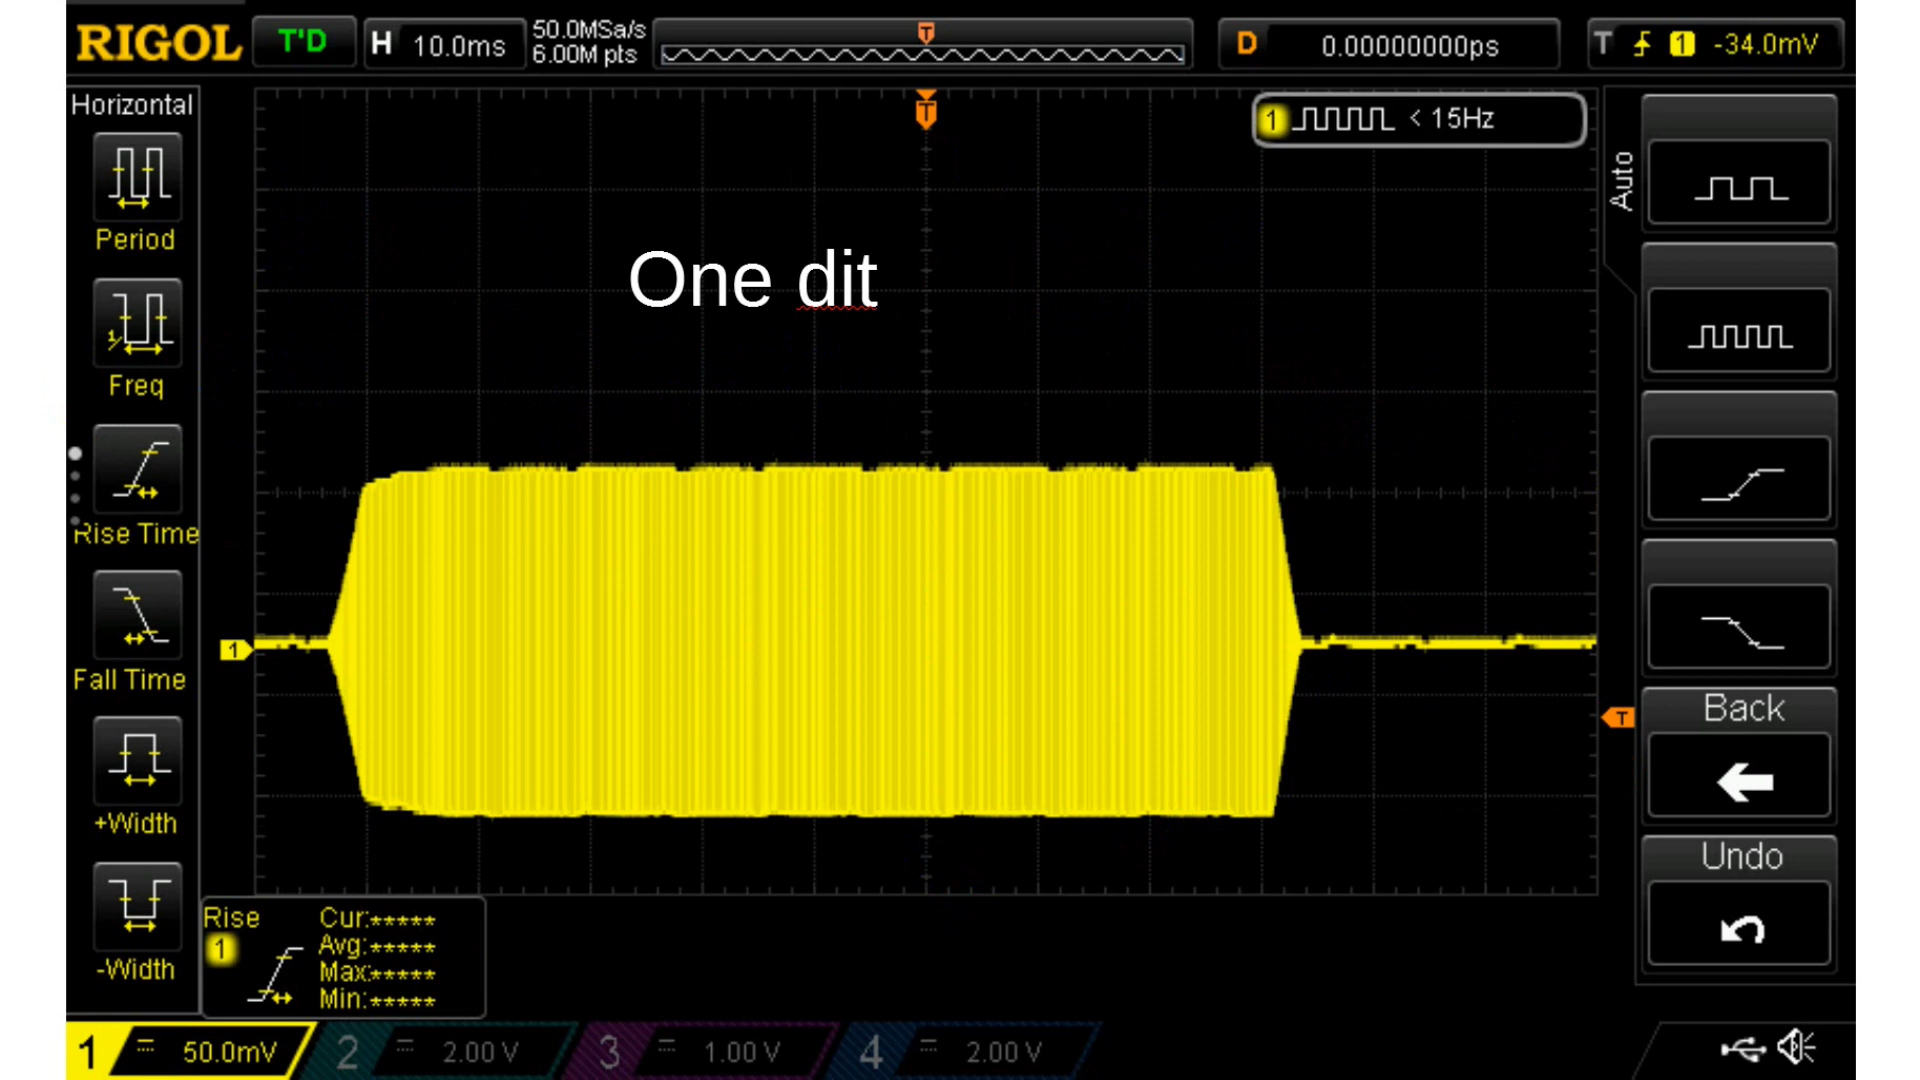 RIGOL T'D H 10.0ms 50.0MSa/s 6.00M pts T D 0.00000000ps T 1 -34.0mV
Horizontal
T
1 < 15Hz
Auto
Period
One dit
Freq
Rise Time
1
Fall Time
T
Back
+Width
Undo
-Width
Rise
1
Cur:*****
Avg:*****
Max:*****
Min:*****
1 50.0mV 2 2.00 V 3 1.00 V 4 2.00 V